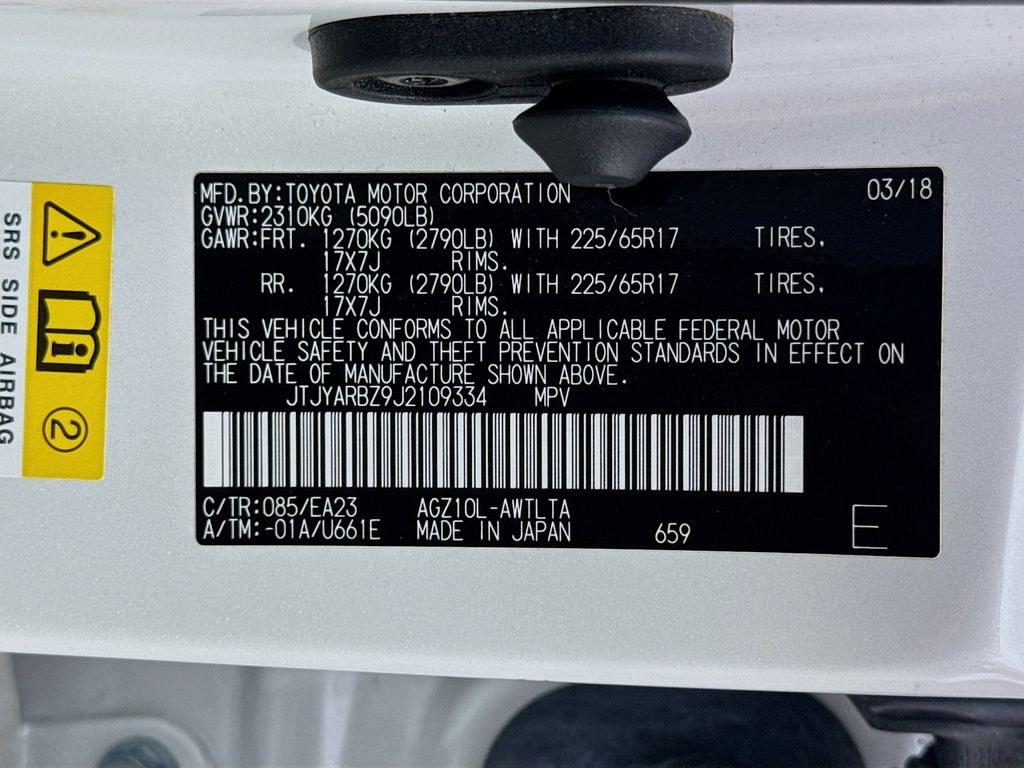 MFD.BY:TOYOTA MOTOR CORPORATION 03/18
GVWR:2310KG (5090LB)
GAWR:FRT. 1270KG (2790LB) WITH 225/65R17 TIRES.
17X7J RIMS.
RR. 1270KG (2790LB) WITH 225/65R17 TIRES.
17X7J RIMS.
THIS VEHICLE CONFORMS TO ALL APPLICABLE FEDERAL MOTOR
VEHICLE SAFETY AND THEFT PREVENTION STANDARDS IN EFFECT ON
THE DATE OF MANUFACTURE SHOWN ABOVE.
JTJYARBZ9J2109334 MPV
C/TR:085/EA23 AGZ10L-AWTLTA
A/TM:-01A/U661E MADE IN JAPAN 659 E
SRS SIDE AIRBAG
2